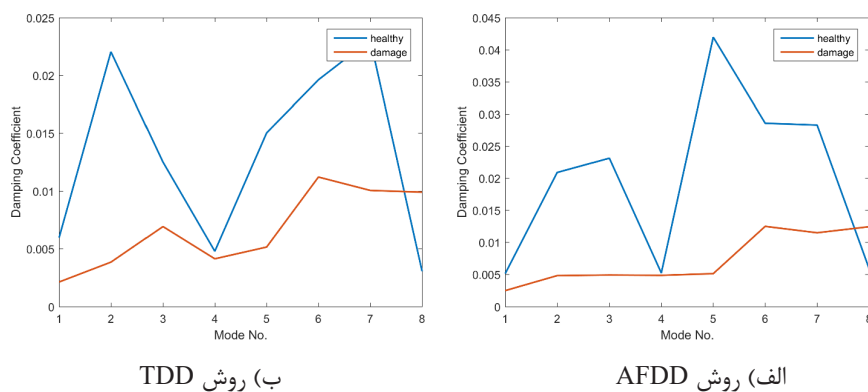 0.025
0.02
0.015
0.01
0.005
0
Damping Coefficient
1 2 3 4 5 6 7 8
Mode No.
healthy
damage
ب) روش TDD
0.045
0.04
0.035
0.03
0.025
0.02
0.015
0.01
0.005
0
Damping Coefficient
1 2 3 4 5 6 7 8
Mode No.
healthy
damage
الف) روش AFDD